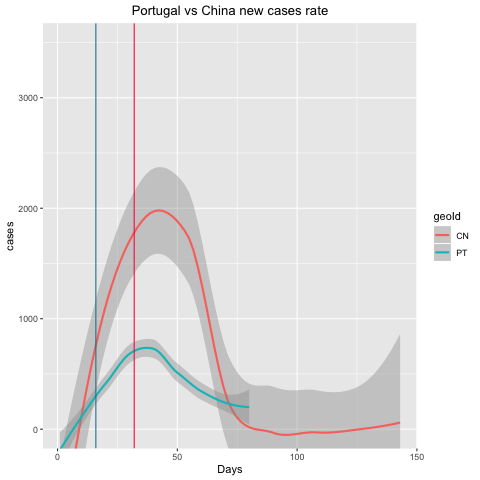 Portugal vs China new cases rate
3000
2000
1000
0
cases
0 50 100 150
Days
geoId
CN
PT